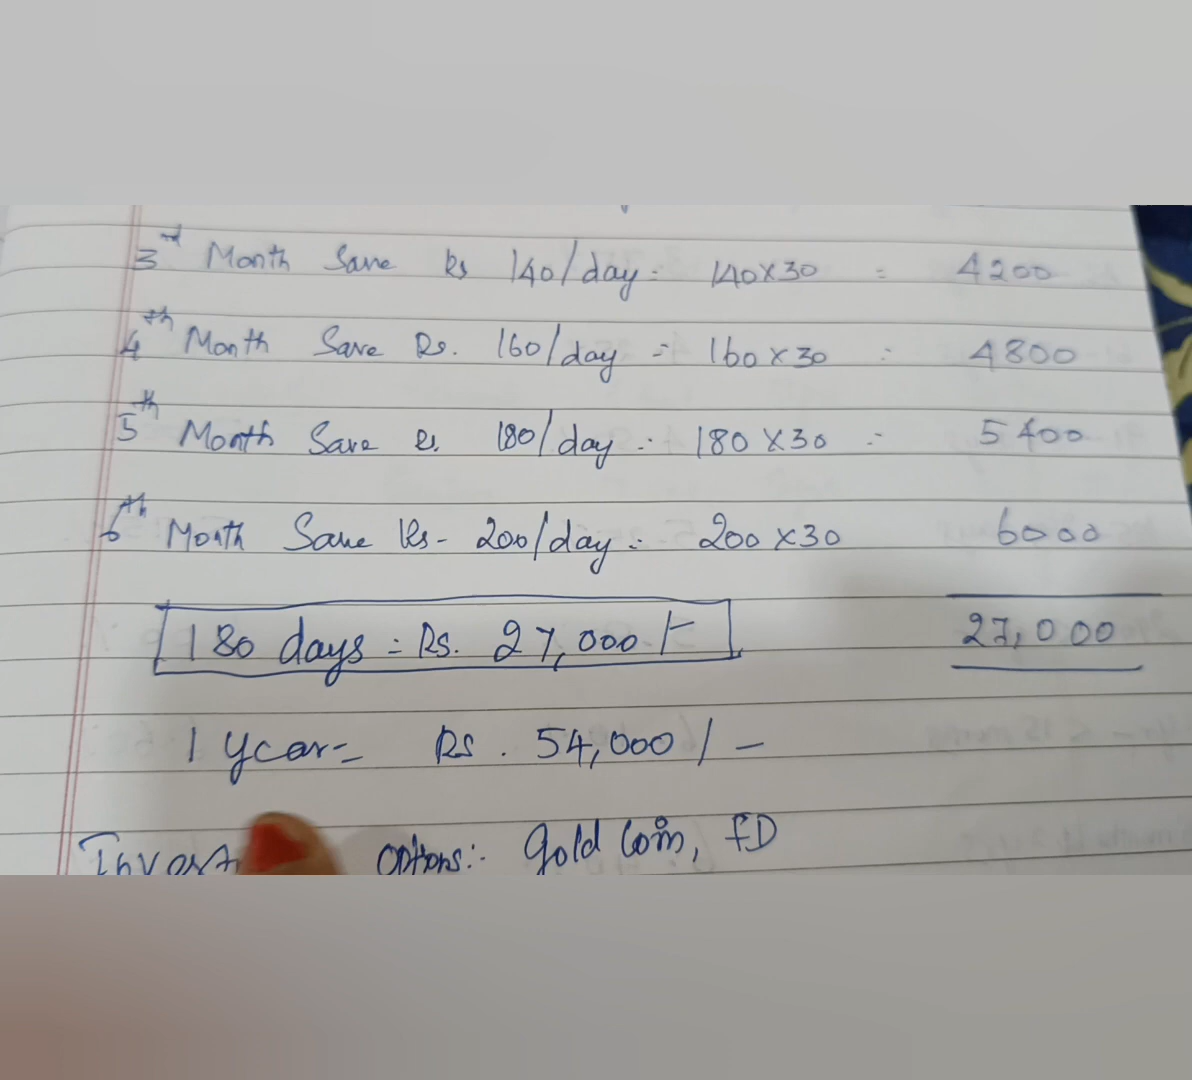 3rd Month Save Rs 140/day = 140x30 = 4200
4th Month Save Rs. 160/day = 160x30 = 4800
5th Month Save Rs. 180/day = 180x30 = 5400
6th Month Save Rs- 200/day = 200x30 6000
180 days = Rs. 27,000/- 27,000
1 year = Rs. 54,000/-
Options:- Gold Coin, FD